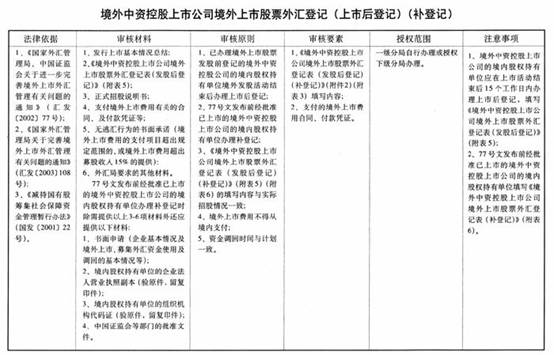 境外中资控股上市公司境外上市股票外汇登记（上市后登记）（补登记）
法律依据
1、《国家外汇管理局、中国证监会关于进一步完善境外上市外汇管理有关问题的通知》（汇发〔2002〕77号）；
2、《国家外汇管理局关于完善境外上市外汇管理有关问题的通知》（汇发〔2003〕108号）
3、《减持国有股筹集社会保障资金管理暂行办法》（国发〔2001〕22号）。
审核材料
1、发行上市基本情况总结；
2、《境外中资控股上市公司境外上市股票外汇登记表（发股后登记）》（附表5）；
3、正式招股说明书；
4、支付境外上市费用有关的合同、及付款凭证等；
5、无逃汇行为的书面承诺（境外上市费用的支付项目超出规定范围的，或境外上市费用超出募股收入15%的提供）；
6、外汇局要求的其他材料。
77号文发布前经批准已上市的境外中资控股上市公司的境内股权持有单位办理补登记时除需提供以上3-6项材料外还应提供以下材料：
1、书面申请（企业基本情况及境外上市、募集外汇资金使用及调回的基本情况等）；
2、境内股权持有单位的企业法人营业执照副本（验原件，留复印件）；
3、境内股权持有单位的组织机构代码证（验原件，留复印件）；
4、中国证监会等部门的批准文件。
审核原则
1、已办理境外上市股票发股前登记的境外中资控股公司的境内股权持有单位境外发股活动结束后办理上市后登记；
2、77号文发布前经批准已上市的境外中资控股上市公司的境内股权持有单位办理补登记；
3、《境外中资控股上市公司境外上市股票外汇登记表（发股后登记）（补登记）》（附表5）（附表6）的填写内容与实际招股情况一致；
4、境外上市费用不得从境内支付；
5、资金调回时间与计划一致。
审核要素
1、《境外中资控股上市公司境外上市股票外汇登记表（发股后登记）（补登记）》（附件2）（附表3）填写内容；
2、支付的境外上市费用合同、付款凭证。
授权范围
一级分局自行办理或授权下级分局办理。
注意事项
1、境外中资控股上市公司的境内股权持有单位应在上市活动结束后15个工作日内办理上市后登记。填写《境外中资控股上市公司境外上市股票外汇登记表（发股后登记）》（附表5）；
2、77号文发布前经批准已上市的境外中资控股上市公司的境内股权持有单位填写《境外中资控股上市公司境外上市股票外汇登记表（补登记）》（附表6）。